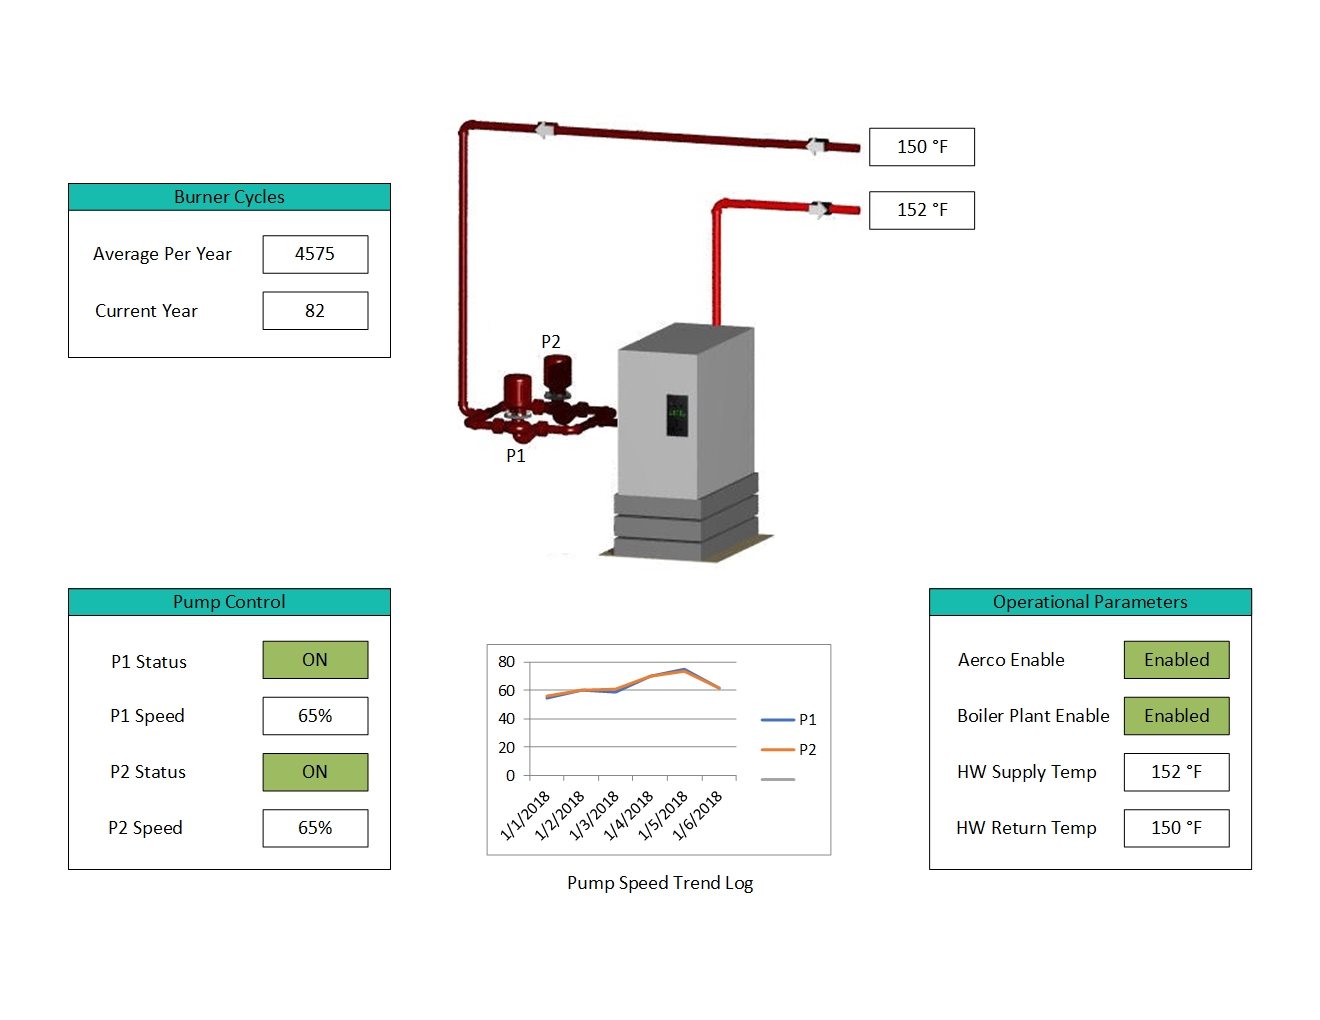 150 °F
Burner Cycles
152 °F
Average Per Year 4575
Current Year 82
P2
P1
Pump Control
Operational Parameters
P1 Status ON
P1 Speed 65%
P2 Status ON
P2 Speed 65%
80
60
40
20
0
1/1/2018
1/2/2018
1/3/2018
1/4/2018
1/5/2018
1/6/2018
P1
P2
Pump Speed Trend Log
Aerco Enable Enabled
Boiler Plant Enable Enabled
HW Supply Temp 152 °F
HW Return Temp 150 °F